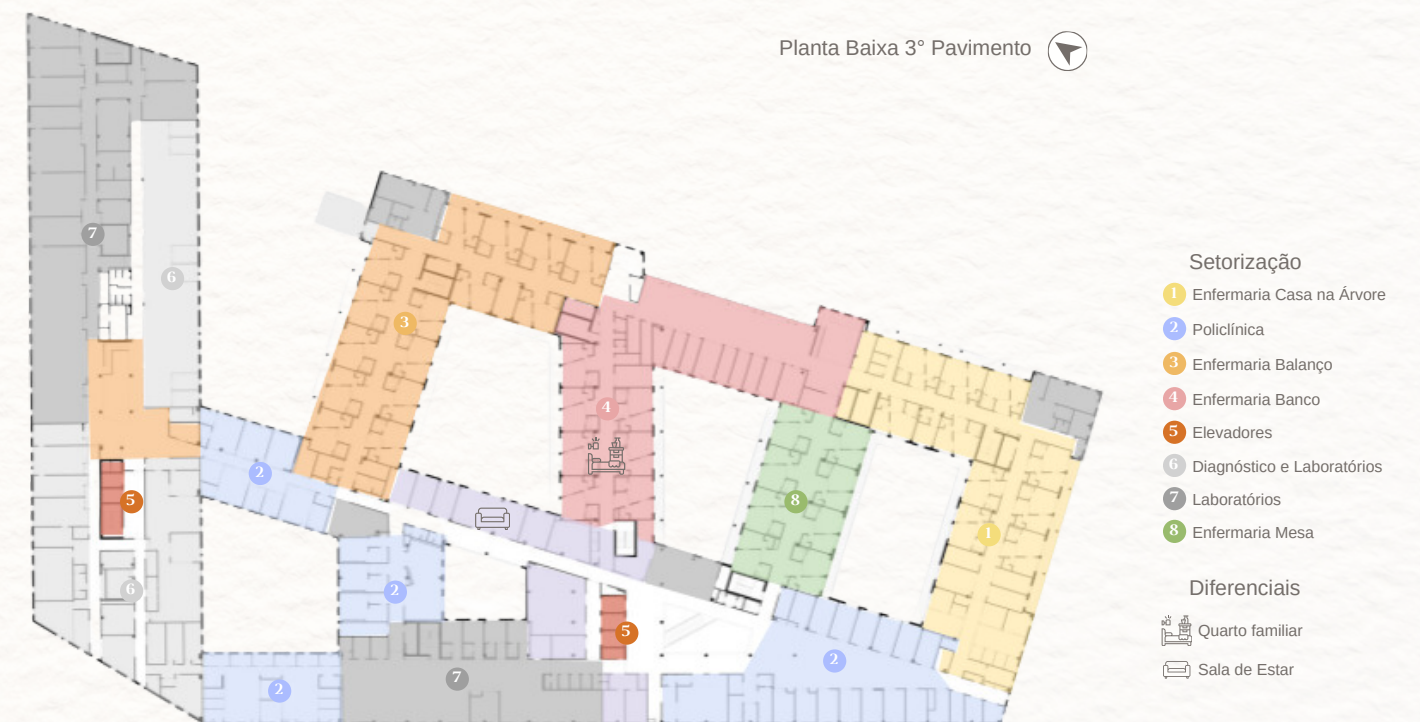 Planta Baixa 3° Pavimento
7
6
3
4
2
5
8
1
6
2
5
2
7
2
Setorização
1 Enfermaria Casa na Árvore
2 Policlínica
3 Enfermaria Balanço
4 Enfermaria Banco
5 Elevadores
6 Diagnóstico e Laboratórios
7 Laboratórios
8 Enfermaria Mesa
Diferenciais
Quarto familiar
Sala de Estar